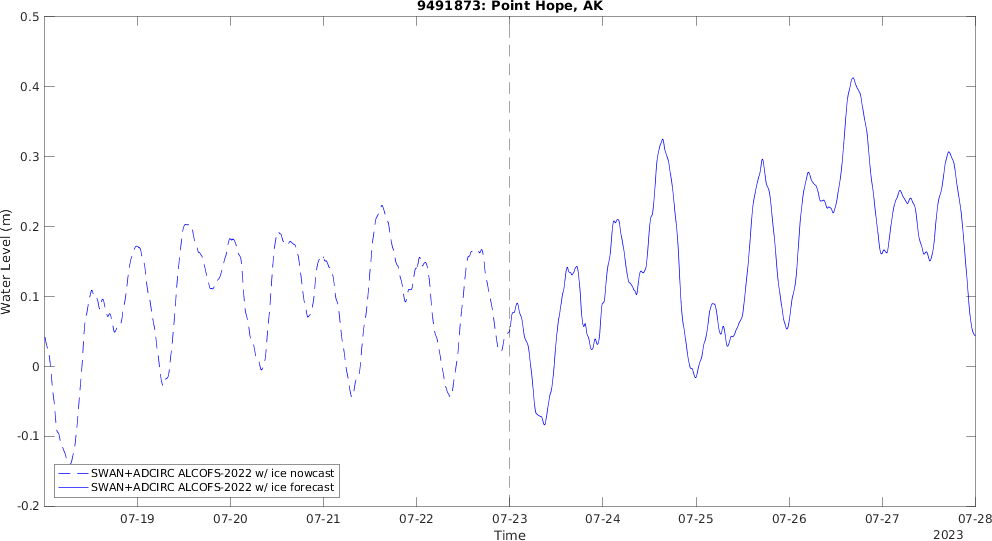 9491873: Point Hope, AK
0.5
0.4
0.3
0.2
0.1
0
-0.1
-0.2
Water Level (m)
SWAN+ADCIRC ALCOFS-2022 w/ ice nowcast
SWAN+ADCIRC ALCOFS-2022 w/ ice forecast
07-19 07-20 07-21 07-22 07-23 07-24 07-25 07-26 07-27 07-28
Time
2023